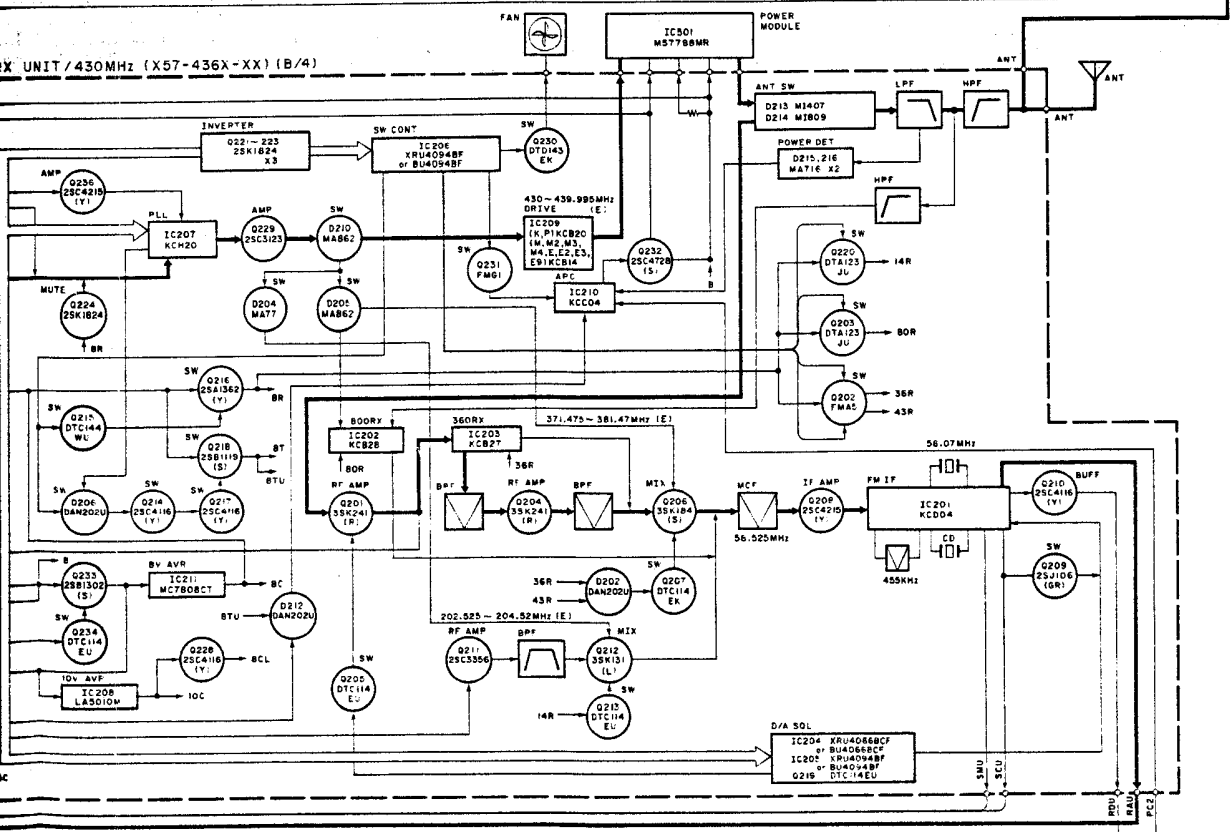 FAN
IC501
M57788MR
POWER
MODULE
X UNIT/430MHz (X57-436X-XX) (B/4)
ANT
ANT
ANT
ANT SW
D213 MI407
D214 MI809
LPF
HPF
INVERTER
Q221~223
2SK1824
X3
SW CONT
IC206
XRU4094BF
or BU4094BF
SW
Q230
DTD143
EK
POWER DET
D215,216
MA716 X2
HPF
AMP
Q236
2SC4215
(Y)
PLL
IC207
KCH20
AMP
Q229
2SC3123
SW
D210
MA862
430~439.995MHz
DRIVE (E)
IC209
(K,P)KCB20
(M,M2,M3,
M4,E,E2,E3,
E9)KCB14
SW
Q231
FMG1
SW
Q232
2SC4728
(S)
APC
IC210
KCC04
B
SW
Q220
DTA123
JU
14R
MUTE
Q224
2SK1824
8R
SW
D204
MA77
SW
D205
MA862
SW
Q203
DTA123
JU
80R
SW
Q202
FMA5
36R
43R
SW
Q216
2SA1362
(Y)
8R
SW
Q215
DTC144
WU
SW
Q218
2SB1119
(S)
8T
8TU
800RX
IC202
KCB28
80R
360RX
IC203
KCB27
36R
371.475~381.47MHz (E)
SW
D206
DAN202U
SW
Q214
2SC4116
(Y)
SW
Q217
2SC4116
(Y)
RF AMP
Q201
3SK241
(R)
BPF
RF AMP
Q204
3SK241
(R)
BPF
MIX
Q206
3SK184
(S)
MCF
56.525MHz
IF AMP
Q208
2SC4215
(Y)
FM IF
56.07MHz
IC201
KCD04
BUFF
Q210
2SC4116
(Y)
CD
455KHz
SW
Q209
2SJ106
(GR)
B
Q233
2SB1302
(S)
8V AVR
IC211
MC7808CT
8C
SW
Q234
DTC114
EU
8TU
D212
DAN202U
36R
43R
D202
DAN202U
SW
Q207
DTC114
EK
202.525~204.52MHz (E)
Q228
2SC4116
(Y)
8CL
10V AVR
IC208
LA5010M
10C
SW
Q205
DTC114
EU
RF AMP
Q211
2SC3356
BPF
MIX
Q212
3SK131
(L)
SW
14R
Q213
DTC114
EU
D/A SQL
IC204 XRU4066BCF
or BU4066BCF
IC205 XRU4094BF
or BU4094BF
Q219 DTC114EU
SMU
SCU
RDU
RAU
PC2